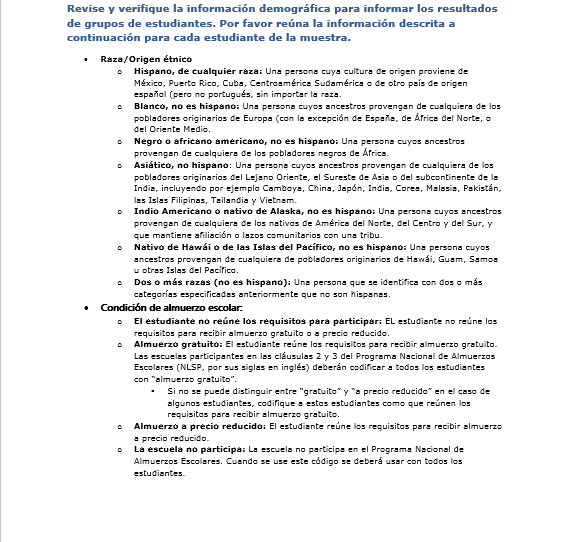 Revise y verifique la información demográfica para informar los resultados
de grupos de estudiantes. Por favor reúna la información descrita a
continuación para cada estudiante de la muestra.
• Raza/Origen étnico
o Hispano, de cualquier raza: Una persona cuya cultura de origen proviene de
México, Puerto Rico, Cuba, Centroamérica Sudamérica o de otro país de origen
español (pero no portugués, sin importar la raza.
o Blanco, no es hispano: Una persona cuyos ancestros provengan de cualquiera de los
pobladores originarios de Europa (con la excepción de España, de África del Norte, o
del Oriente Medio.
o Negro o africano americano, no es hispano: Una persona cuyos ancestros
provengan de cualquiera de los pobladores negros de África.
o Asiático, no hispano: Una persona cuyos ancestros provengan de cualquiera de los
pobladores originarios del Lejano Oriente, el Sureste de Asia o del subcontinente de la
India, incluyendo por ejemplo Camboya, China, Japón, India, Corea, Malasia, Pakistán,
las Islas Filipinas, Tailandia y Vietnam.
o Indio Americano o nativo de Alaska, no es hispano: Una persona cuyos ancestros
provengan de cualquiera de los nativos de América del Norte, del Centro y del Sur, y
que mantiene afiliación o lazos comunitarios con una tribu.
o Nativo de Hawái o de las Islas del Pacífico, no es hispano: Una persona cuyos
ancestros provengan de cualquiera de pobladores originarios de Hawái, Guam, Samoa
u otras Islas del Pacífico.
o Dos o más razas (no es hispano): Una persona que se identifica con dos o más
categorías especificadas anteriormente que no son hispanas.
• Condición de almuerzo escolar:
o El estudiante no reúne los requisitos para participar: EL estudiante no reúne los
requisitos para recibir almuerzo gratuito o a precio reducido.
o Almuerzo gratuito: El estudiante reúne los requisitos para recibir almuerzo gratuito.
Las escuelas participantes en las cláusulas 2 y 3 del Programa Nacional de Almuerzos
Escolares (NLSP, por sus siglas en inglés) deberán codificar a todos los estudiantes
con “almuerzo gratuito”.
▪ Si no se puede distinguir entre “gratuito” y “a precio reducido” en el caso de
algunos estudiantes, codifique a estos estudiantes como que reúnen los
requisitos para recibir almuerzo gratuito.
o Almuerzo a precio reducido: El estudiante reúne los requisitos para recibir almuerzo
a precio reducido.
o La escuela no participa: La escuela no participa en el Programa Nacional de
Almuerzos Escolares. Cuando se use este código se deberá usar con todos los
estudiantes.